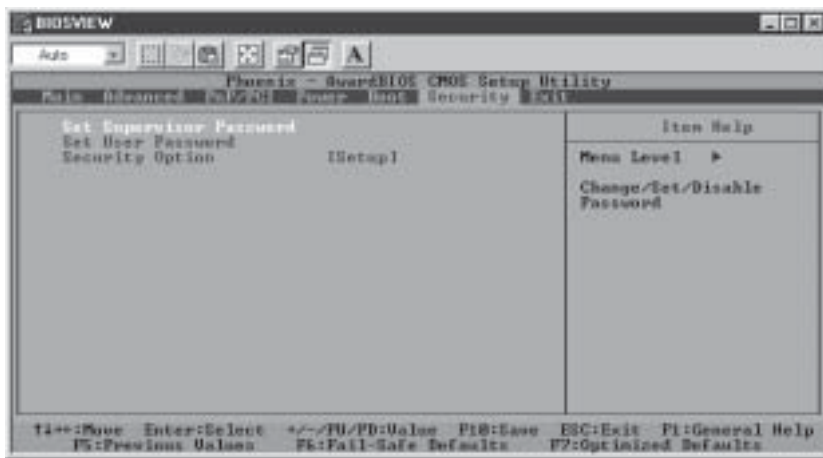 BIOSVIEW
Auto
A
Phoenix - AwardBIOS CMOS Setup Utility
Main Advanced PnP/PCI Power Boot Security Exit
Set Supervisor Password
Set User Password
Security Option [Setup]
Item Help
Menu Level ▶
Change/Set/Disable
Password
↑↓←→:Move Enter:Select +/-/PU/PD:Value F10:Save ESC:Exit F1:General Help
F5:Previous Values F6:Fail-Safe Defaults F7:Optimized Defaults